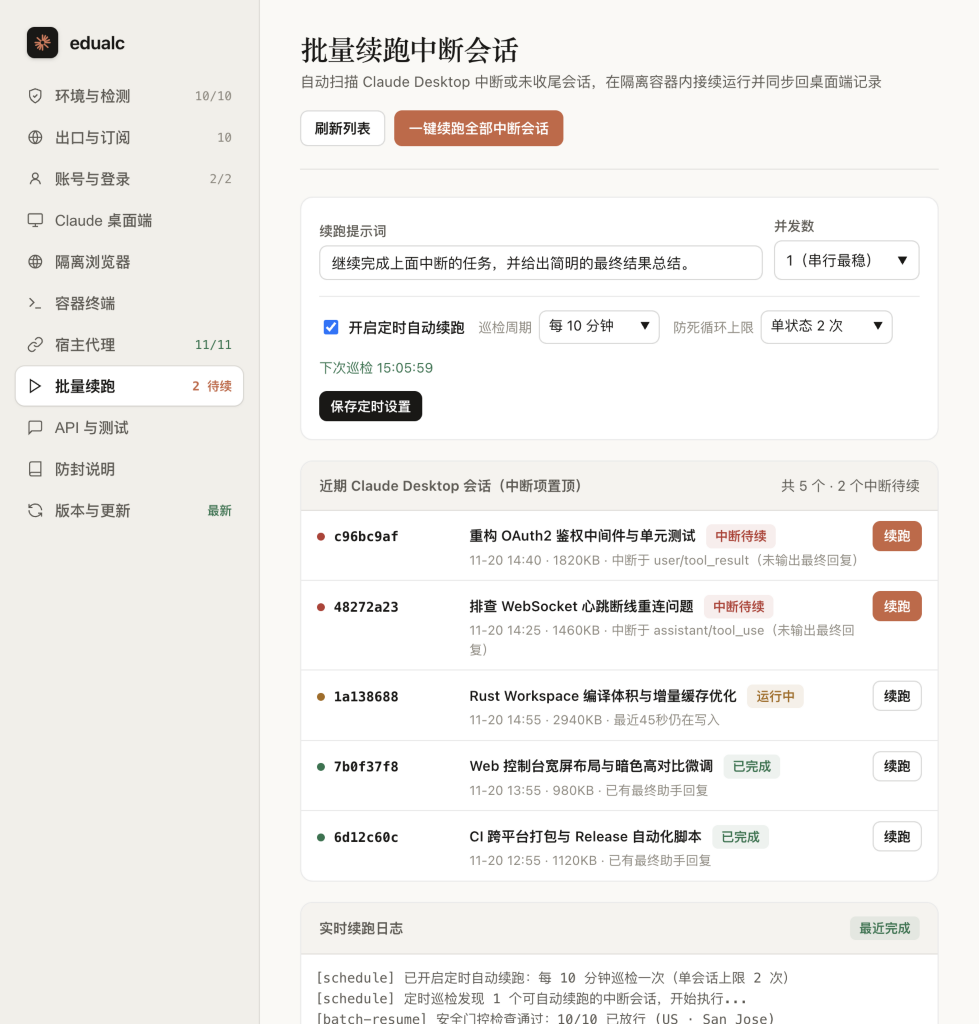 edualc
环境与检测 10/10
出口与订阅 10
账号与登录 2/2
Claude 桌面端
隔离浏览器
容器终端
宿主代理 11/11
批量续跑 2 待续
API 与测试
防封说明
版本与更新 最新
批量续跑中断会话
自动扫描 Claude Desktop 中断或未收尾会话，在隔离容器内接续运行并同步回桌面端记录
刷新列表 一键续跑全部中断会话
续跑提示词 并发数
继续完成上面中断的任务，并给出简明的最终结果总结。 1（串行最稳）
开启定时自动续跑 巡检周期 每 10 分钟 防死循环上限 单状态 2 次
下次巡检 15:05:59
保存定时设置
近期 Claude Desktop 会话（中断项置顶） 共 5 个 · 2 个中断待续
c96bc9af 重构 OAuth2 鉴权中间件与单元测试 中断待续 续跑
11-20 14:40 · 1820KB · 中断于 user/tool_result（未输出最终回复）
48272a23 排查 WebSocket 心跳断线重连问题 中断待续 续跑
11-20 14:25 · 1460KB · 中断于 assistant/tool_use（未输出最终回
复）
1a138688 Rust Workspace 编译体积与增量缓存优化 运行中 续跑
11-20 14:55 · 2940KB · 最近45秒仍在写入
7b0f37f8 Web 控制台宽屏布局与暗色高对比微调 已完成 续跑
11-20 13:55 · 980KB · 已有最终助手回复
6d12c60c CI 跨平台打包与 Release 自动化脚本 已完成 续跑
11-20 12:55 · 1120KB · 已有最终助手回复
实时续跑日志 最近完成
[schedule] 已开启定时自动续跑：每 10 分钟巡检一次（单会话上限 2 次）
[schedule] 定时巡检发现 1 个可自动续跑的中断会话，开始执行...
[batch-resume] 安全门控检查通过：10/10 已放行 (US · San Jose)